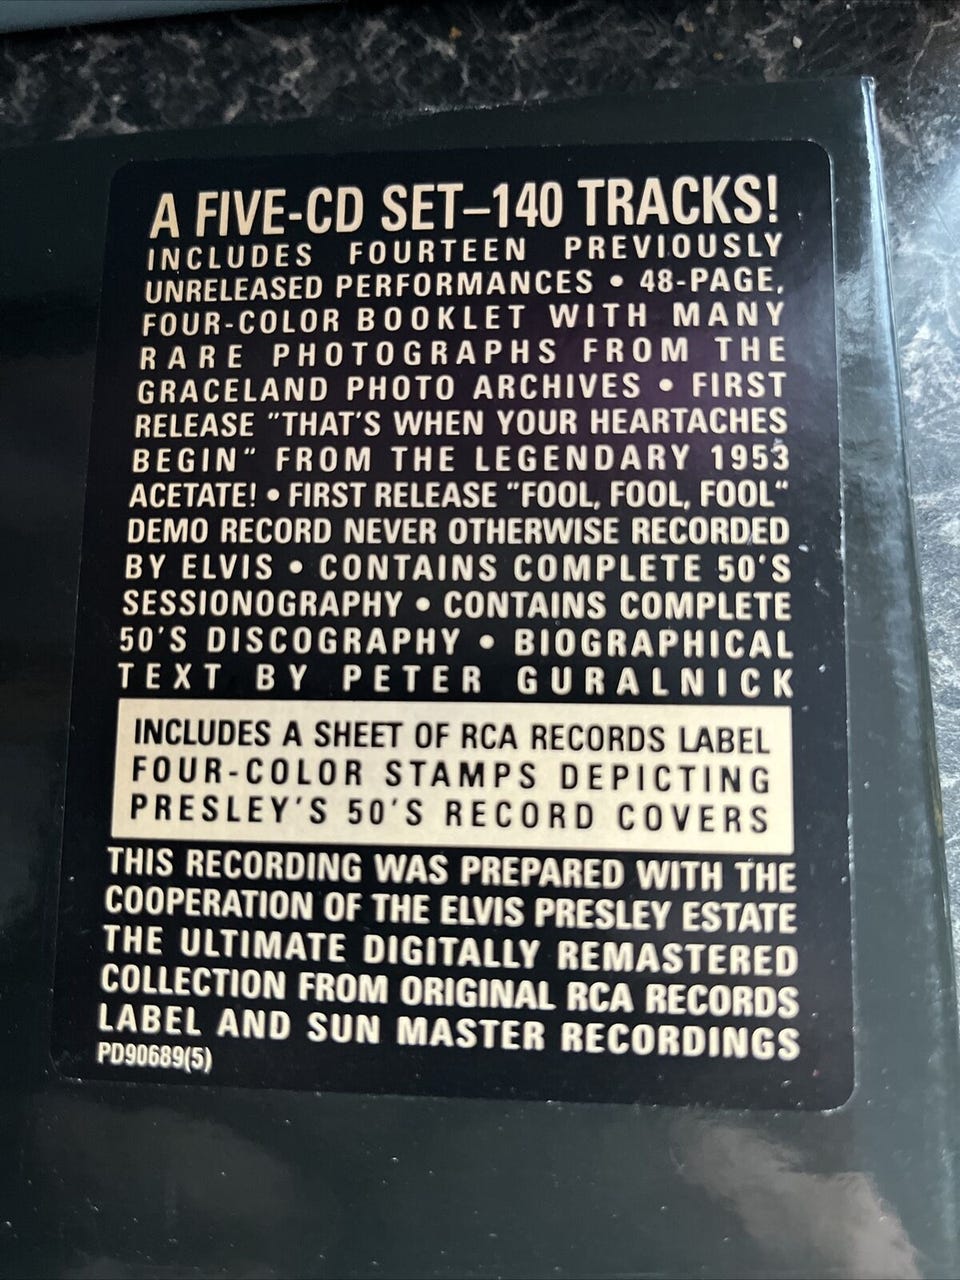 A FIVE-CD SET–140 TRACKS!
INCLUDES FOURTEEN PREVIOUSLY
UNRELEASED PERFORMANCES • 48-PAGE,
FOUR-COLOR BOOKLET WITH MANY
RARE PHOTOGRAPHS FROM THE
GRACELAND PHOTO ARCHIVES • FIRST
RELEASE "THAT'S WHEN YOUR HEARTACHES
BEGIN" FROM THE LEGENDARY 1953
ACETATE! • FIRST RELEASE "FOOL, FOOL, FOOL"
DEMO RECORD NEVER OTHERWISE RECORDED
BY ELVIS • CONTAINS COMPLETE 50'S
SESSIONOGRAPHY • CONTAINS COMPLETE
50'S DISCOGRAPHY • BIOGRAPHICAL
TEXT BY PETER GURALNICK
INCLUDES A SHEET OF RCA RECORDS LABEL
FOUR-COLOR STAMPS DEPICTING
PRESLEY'S 50'S RECORD COVERS
THIS RECORDING WAS PREPARED WITH THE
COOPERATION OF THE ELVIS PRESLEY ESTATE
THE ULTIMATE DIGITALLY REMASTERED
COLLECTION FROM ORIGINAL RCA RECORDS
LABEL AND SUN MASTER RECORDINGS
PD90689(5)